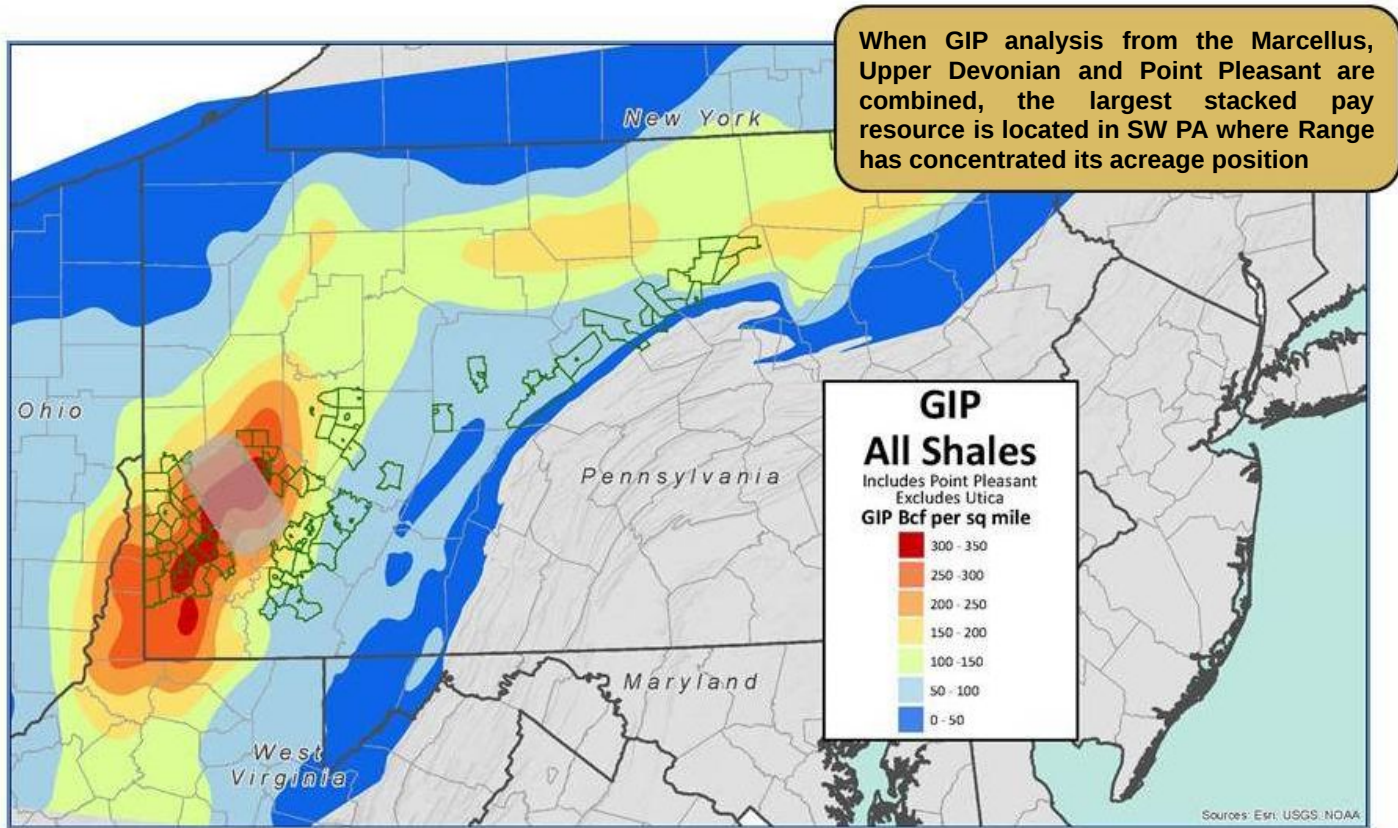 When GIP analysis from the Marcellus,
Upper Devonian and Point Pleasant are
combined, the largest stacked pay
resource is located in SW PA where Range
has concentrated its acreage position
New York
Ohio
Pennsylvania
Maryland
West
Virginia
GIP
All Shales
Includes Point Pleasant
Excludes Utica
GIP Bcf per sq mile
300 - 350
250 -300
200 - 250
150 - 200
100 -150
50 - 100
0 - 50
Sources: Esri, USGS, NOAA